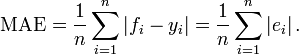 MAE = \frac{1}{n} \sum_{i=1}^{n} |f_i - y_i| = \frac{1}{n} \sum_{i=1}^{n} |e_i| .